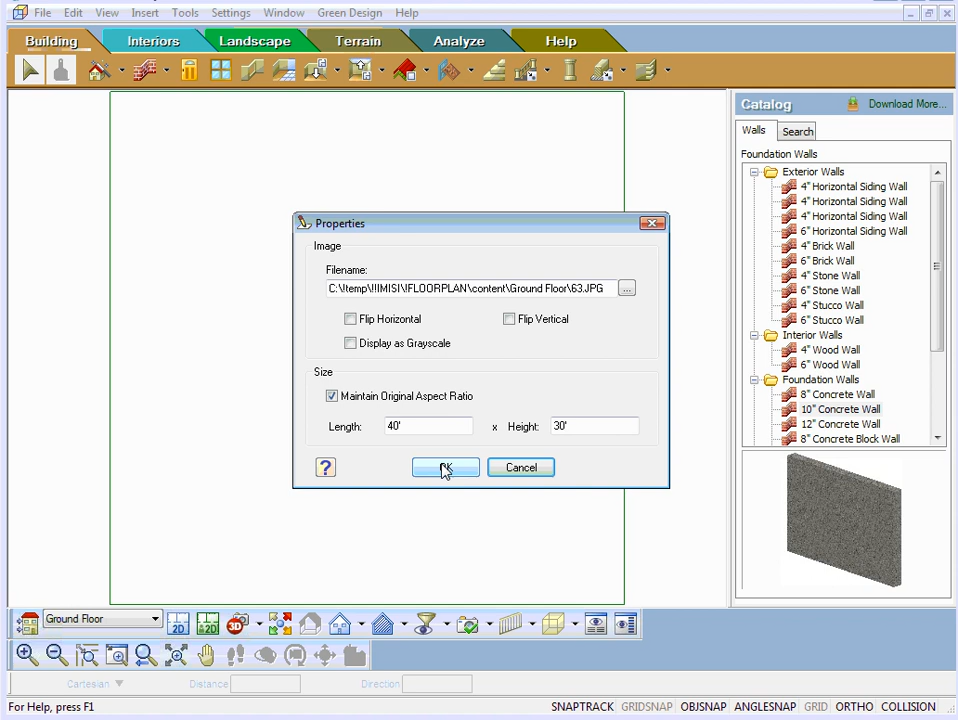 File Edit View Insert Tools Settings Window Green Design Help
Building Interiors Landscape Terrain Analyze Help
Catalog Download More...
Walls Search
Foundation Walls
Exterior Walls
4" Horizontal Siding Wall
4" Horizontal Siding Wall
4" Horizontal Siding Wall
6" Horizontal Siding Wall
4" Brick Wall
6" Brick Wall
4" Stone Wall
6" Stone Wall
4" Stucco Wall
6" Stucco Wall
Interior Walls
4" Wood Wall
6" Wood Wall
Foundation Walls
8" Concrete Wall
10" Concrete Wall
12" Concrete Wall
8" Concrete Block Wall
Properties
Image
Filename:
C:\!temp\!!IMISI\!FLOORPLAN\content\Ground Floor\63.JPG ...
Flip Horizontal Flip Vertical
Display as Grayscale
Size
Maintain Original Aspect Ratio
Length: 40' x Height: 30'
? OK Cancel
Ground Floor 2D +2D 3D
Cartesian Distance Direction
For Help, press F1 SNAPTRACK GRIDSNAP OBJSNAP ANGLESNAP GRID ORTHO COLLISION